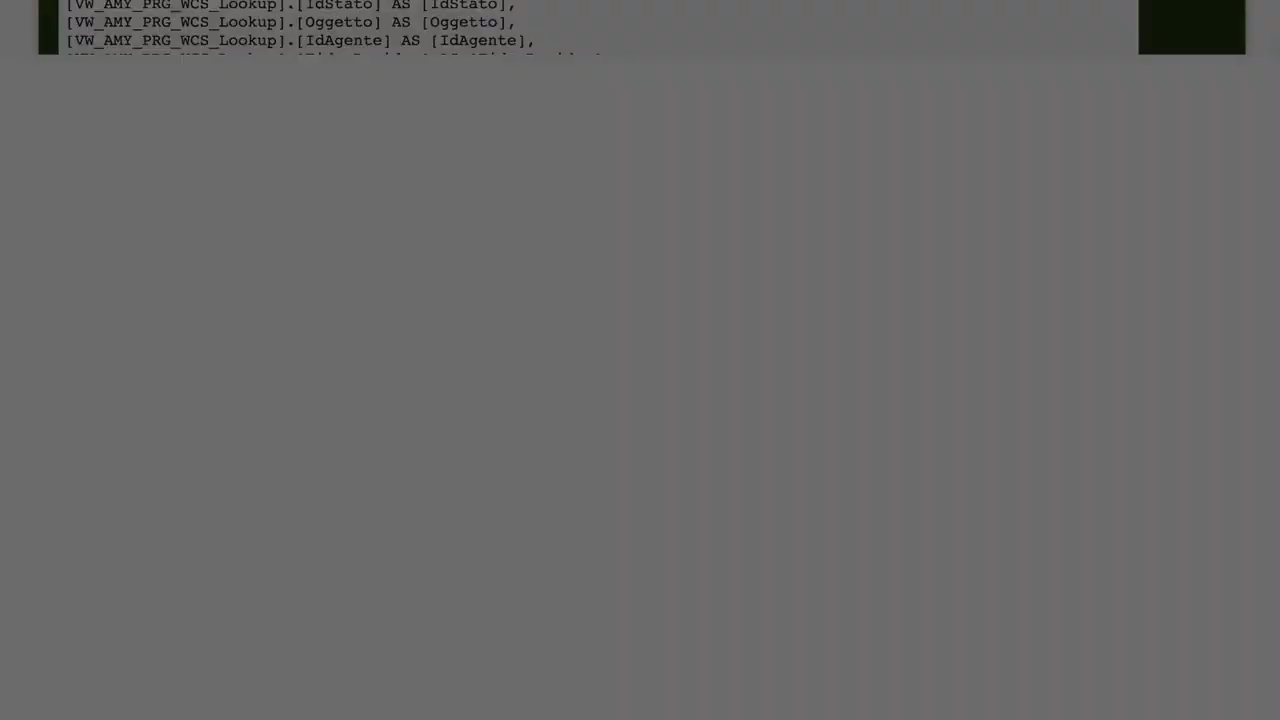 [VW_AMY_PRG_WCS_Lookup].[IdStato] AS [IdStato],
[VW_AMY_PRG_WCS_Lookup].[Oggetto] AS [Oggetto],
[VW_AMY_PRG_WCS_Lookup].[IdAgente] AS [IdAgente],